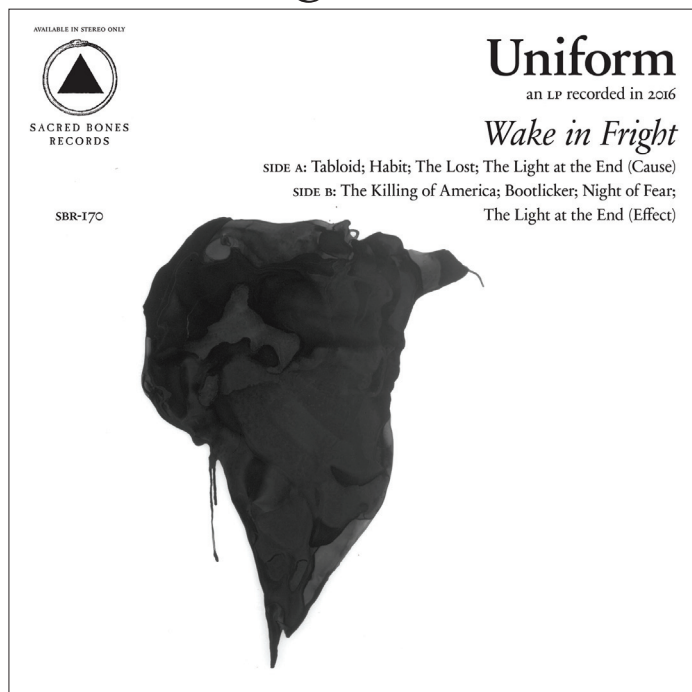 AVAILABLE IN STEREO ONLY
SACRED BONES
RECORDS
SBR-170
Uniform
an LP recorded in 2016
Wake in Fright
SIDE A: Tabloid; Habit; The Lost; The Light at the End (Cause)
SIDE B: The Killing of America; Bootlicker; Night of Fear;
The Light at the End (Effect)